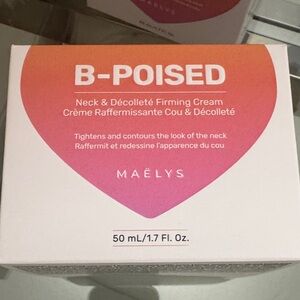 B-POISED
Neck & Décolleté Firming Cream
Crème Raffermissante Cou & Décolleté
Tightens and contours the look of the neck
Raffermit et redessine l'apparence du cou
MAËLYS
50 mL/1.7 Fl. Oz.